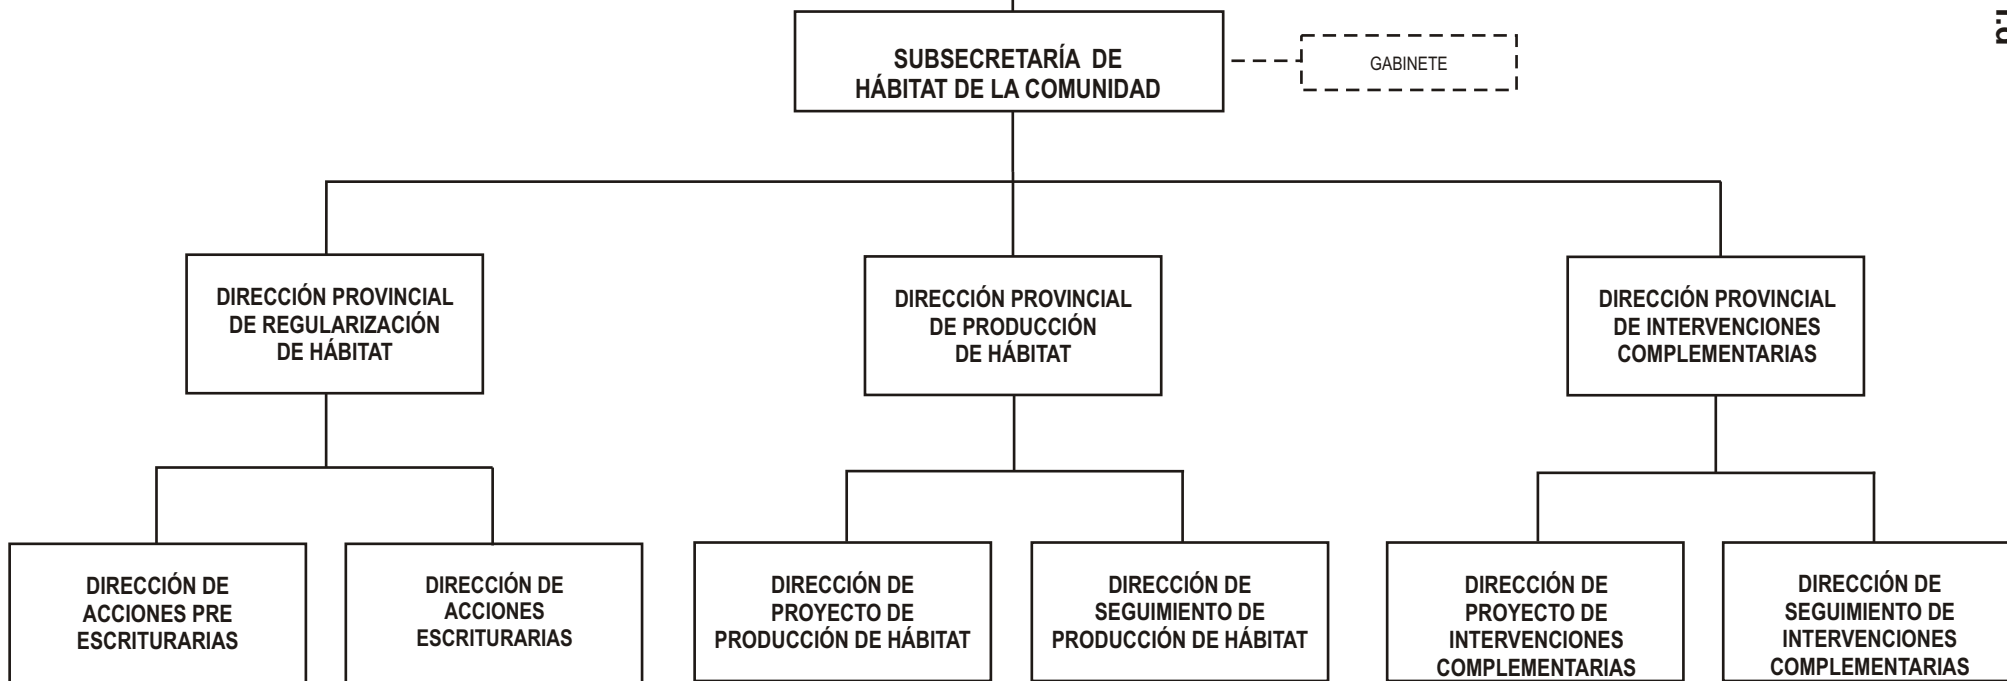 SUBSECRETARÍA DE
HÁBITAT DE LA COMUNIDAD
GABINETE
DIRECCIÓN PROVINCIAL
DE REGULARIZACIÓN
DE HÁBITAT
DIRECCIÓN PROVINCIAL
DE PRODUCCIÓN
DE HÁBITAT
DIRECCIÓN PROVINCIAL
DE INTERVENCIONES
COMPLEMENTARIAS
DIRECCIÓN DE
ACCIONES PRE
ESCRITURARIAS
DIRECCIÓN DE
ACCIONES
ESCRITURARIAS
DIRECCIÓN DE
PROYECTO DE
PRODUCCIÓN DE HÁBITAT
DIRECCIÓN DE
SEGUIMIENTO DE
PRODUCCIÓN DE HÁBITAT
DIRECCIÓN DE
PROYECTO DE
INTERVENCIONES
COMPLEMENTARIAS
DIRECCIÓN DE
SEGUIMIENTO DE
INTERVENCIONES
COMPLEMENTARIAS